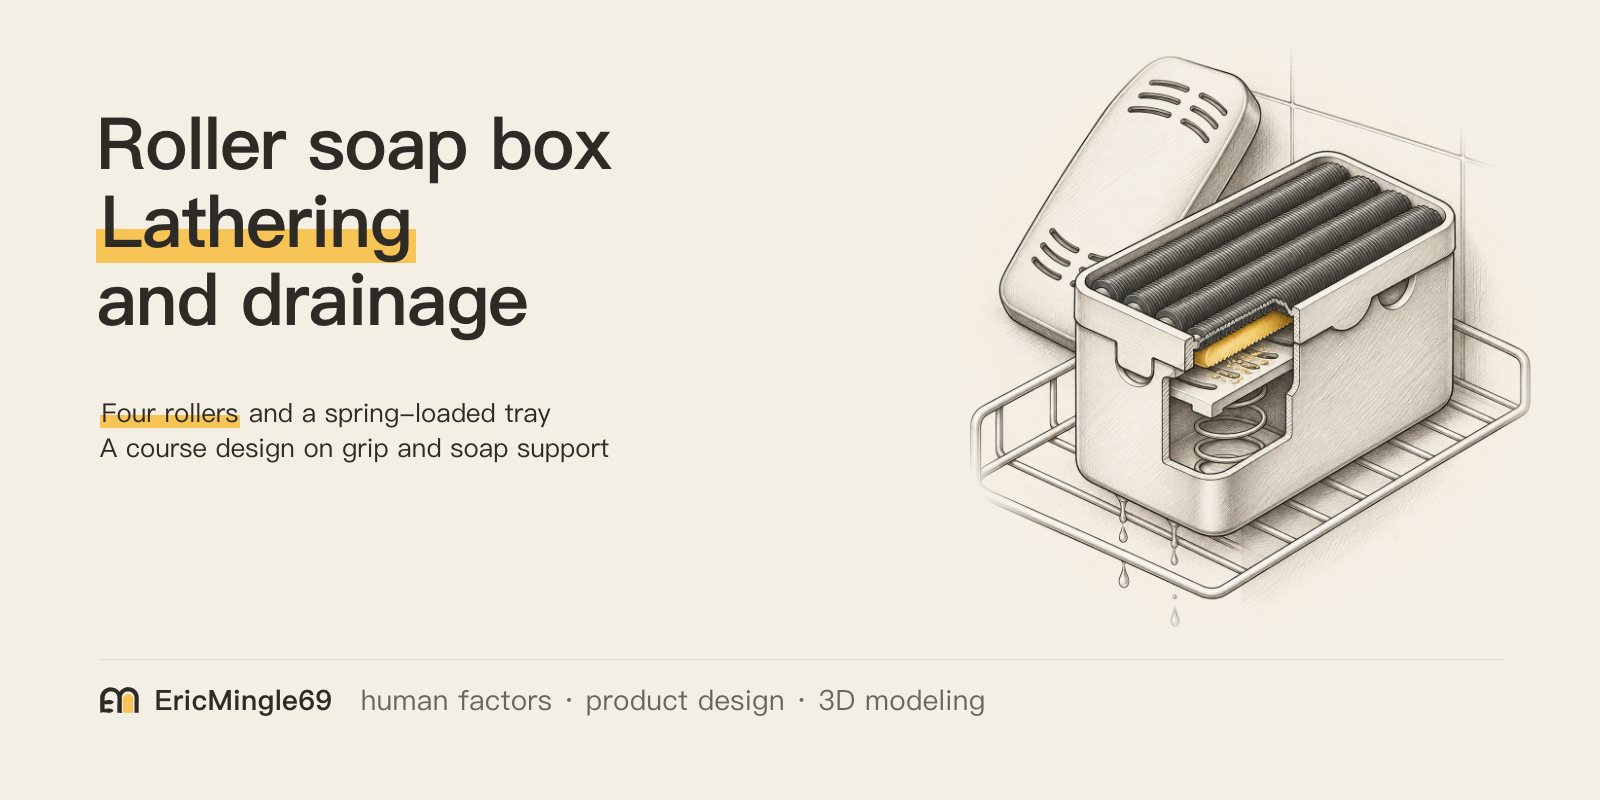 Roller soap box
Lathering
and drainage
Four rollers and a spring–loaded tray
A course design on grip and soap support
EricMingle69 human factors · product design · 3D modeling